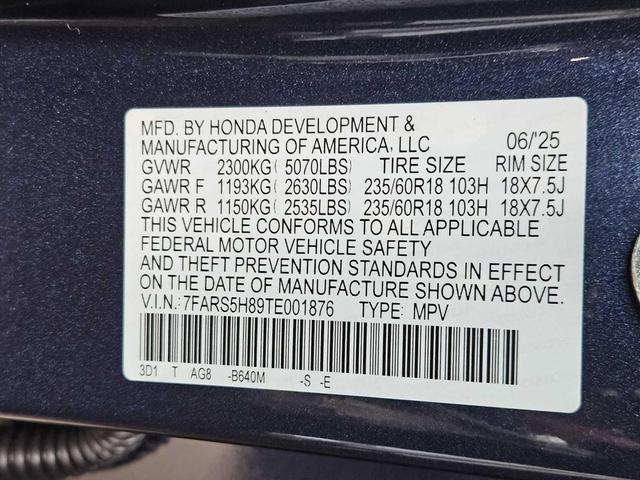 MFD. BY HONDA DEVELOPMENT &
MANUFACTURING OF AMERICA, LLC 06/'25
GVWR 2300KG( 5070LBS) TIRE SIZE RIM SIZE
GAWR F 1193KG( 2630LBS) 235/60R18 103H 18X7.5J
GAWR R 1150KG( 2535LBS) 235/60R18 103H 18X7.5J
THIS VEHICLE CONFORMS TO ALL APPLICABLE
FEDERAL MOTOR VEHICLE SAFETY
AND THEFT PREVENTION STANDARDS IN EFFECT
ON THE DATE OF MANUFACTURE SHOWN ABOVE.
V.I.N.: 7FARS5H89TE001876 TYPE: MPV
3D1 T AG8 -B640M -S -E